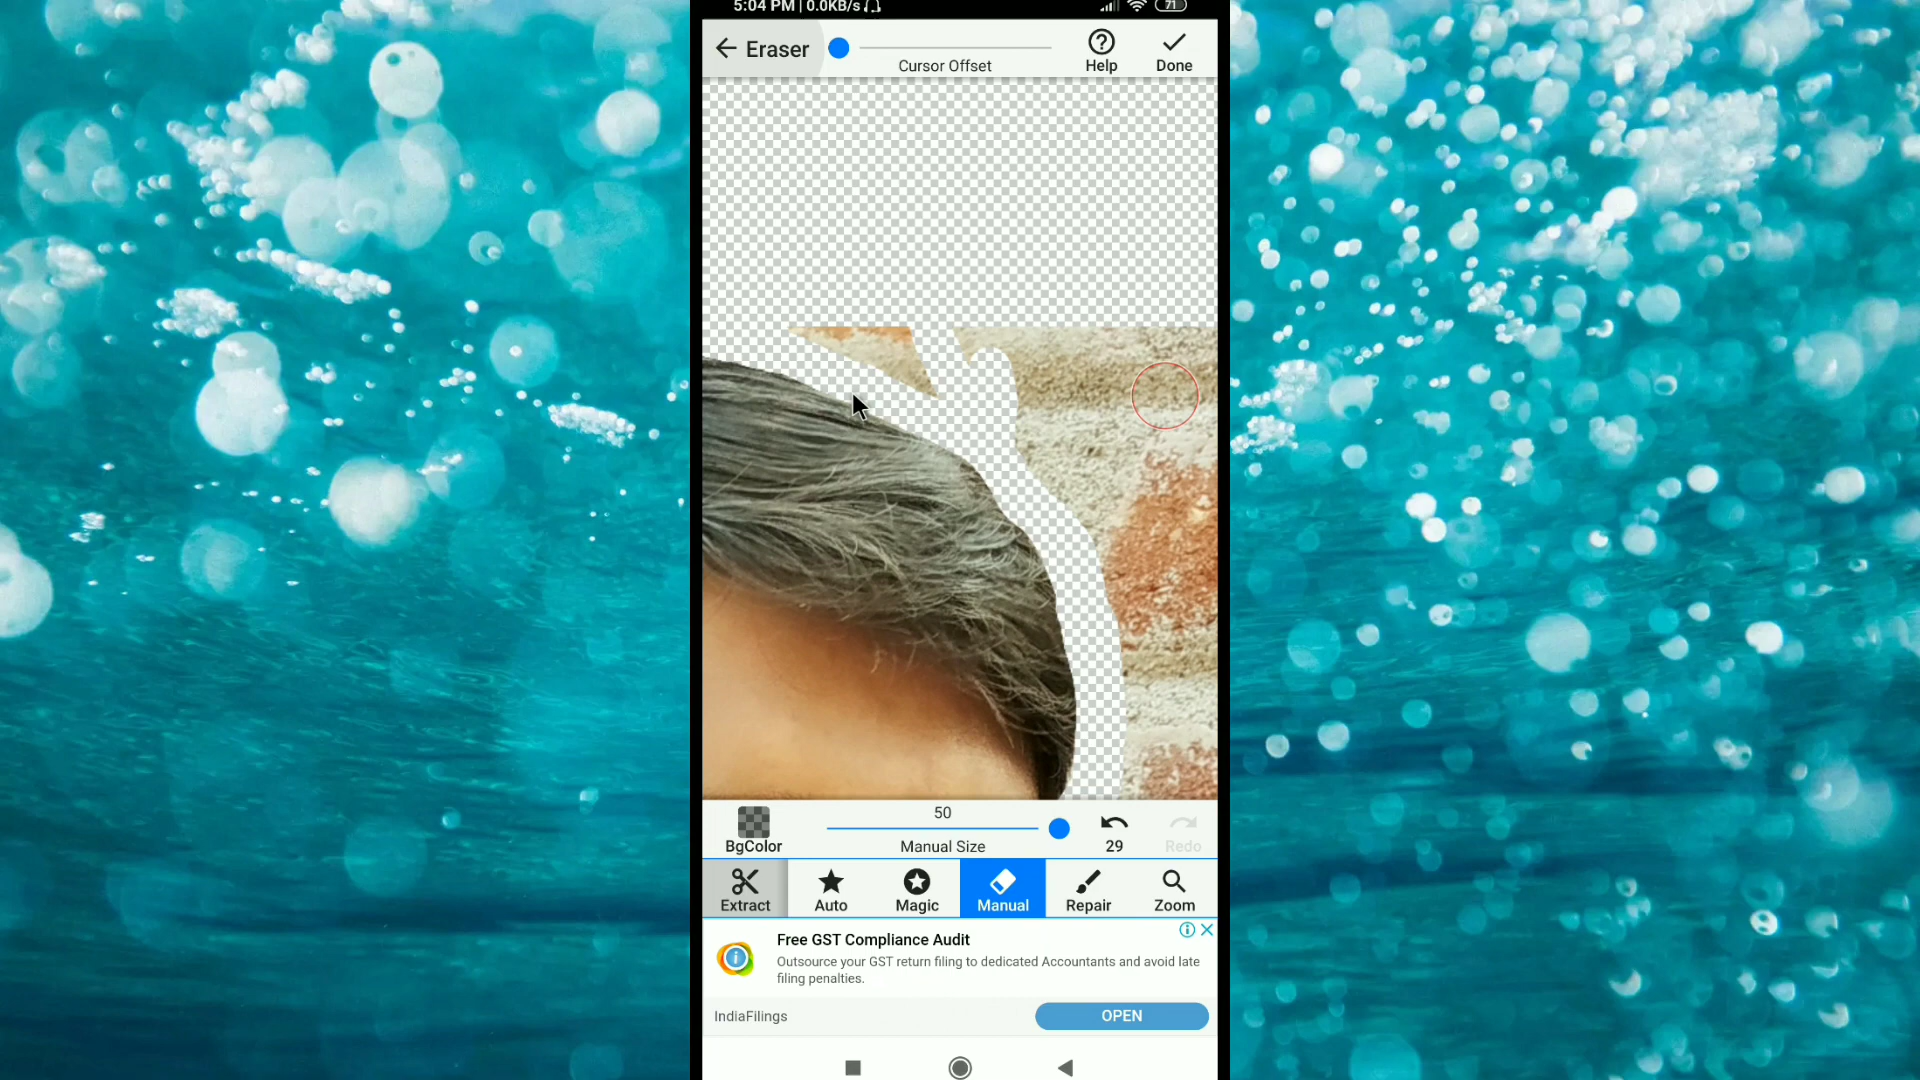 5:04 PM | 0.0KB/s
71
Eraser
Cursor Offset
Help
Done
50
BgColor
Manual Size
29
Redo
Extract
Auto
Magic
Manual
Repair
Zoom
Free GST Compliance Audit
Outsource your GST return filing to dedicated Accountants and avoid late
filing penalties.
IndiaFilings
OPEN